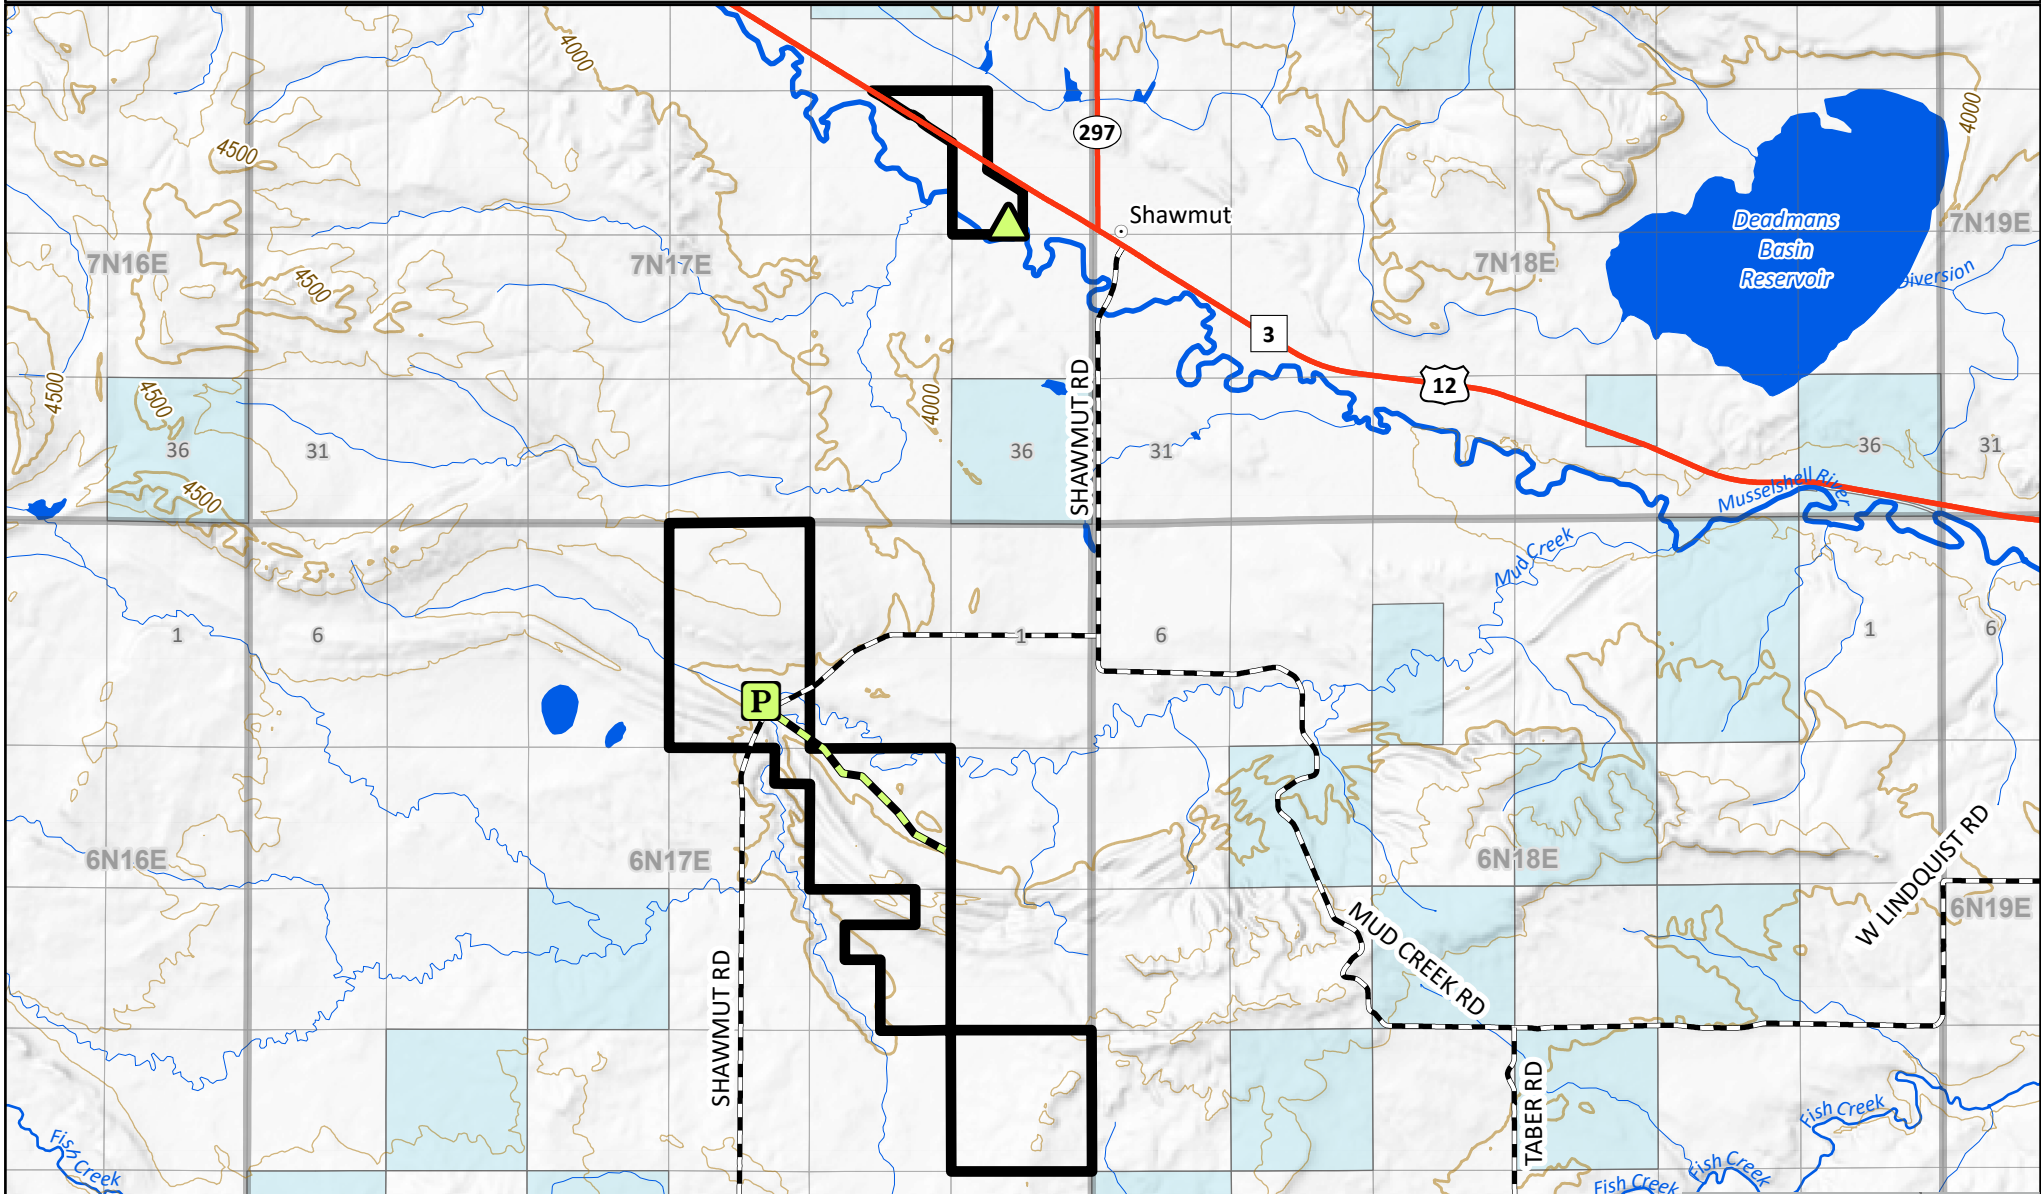 4000
4500
297
4000
Shawmut
Deadmans
Basin
Reservoir
7N19E
7N16E
7N17E
7N18E
Diversion
4500
3
12
4500
4500
4000
SHAWMUT RD
36
31
36
31
36
31
4500
Musselshell River
Mud Creek
1
6
1
6
1
6
P
6N16E
6N17E
6N18E
W LINDQUIST RD
6N19E
MUD CREEK RD
SHAWMUT RD
TABER RD
Fish Creek
Fish Creek
Fish Creek
Fish Creek